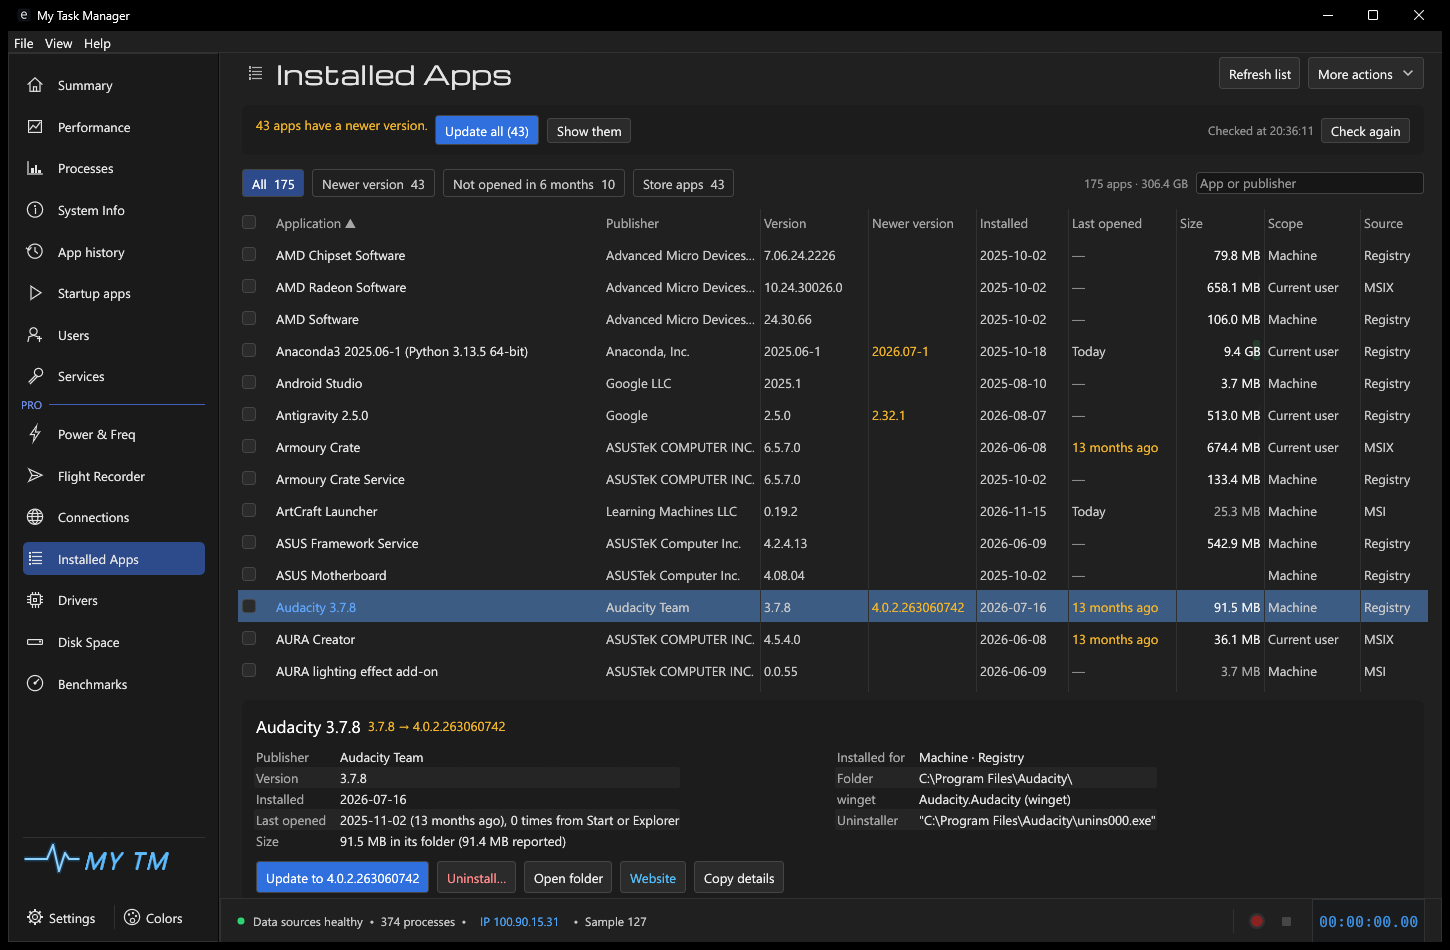 My Task Manager
File View Help
Summary
Performance
Processes
System Info
App history
Startup apps
Users
Services
PRO
Power & Freq
Flight Recorder
Connections
Installed Apps
Drivers
Disk Space
Benchmarks
MY TM
Settings Colors
Installed Apps
Refresh list More actions
43 apps have a newer version. Update all (43) Show them Checked at 20:36:11 Check again
All 175 Newer version 43 Not opened in 6 months 10 Store apps 43 175 apps · 306.4 GB App or publisher
Application ▲ Publisher Version Newer version Installed Last opened Size Scope Source
AMD Chipset Software Advanced Micro Devices... 7.06.24.2226 2025-10-02 — 79.8 MB Machine Registry
AMD Radeon Software Advanced Micro Devices... 10.24.30026.0 2025-10-02 — 658.1 MB Current user MSIX
AMD Software Advanced Micro Devices... 24.30.66 2025-10-02 — 106.0 MB Machine Registry
Anaconda3 2025.06-1 (Python 3.13.5 64-bit) Anaconda, Inc. 2025.06-1 2026.07-1 2025-10-18 Today 9.4 GB Current user Registry
Android Studio Google LLC 2025.1 2025-08-10 — 3.7 MB Machine Registry
Antigravity 2.5.0 Google 2.5.0 2.32.1 2026-08-07 — 513.0 MB Current user Registry
Armoury Crate ASUSTeK COMPUTER INC. 6.5.7.0 2026-06-08 13 months ago 674.4 MB Current user MSIX
Armoury Crate Service ASUSTeK COMPUTER INC. 6.5.7.0 2025-10-02 — 133.4 MB Machine Registry
ArtCraft Launcher Learning Machines LLC 0.19.2 2026-11-15 Today 25.3 MB Machine MSI
ASUS Framework Service ASUSTeK Computer Inc. 4.2.4.13 2026-06-09 — 542.9 MB Machine Registry
ASUS Motherboard ASUSTek Computer Inc. 4.08.04 2025-10-02 — Machine Registry
Audacity 3.7.8 Audacity Team 3.7.8 4.0.2.263060742 2026-07-16 13 months ago 91.5 MB Machine Registry
AURA Creator ASUSTeK COMPUTER INC. 4.5.4.0 2026-06-08 13 months ago 36.1 MB Current user MSIX
AURA lighting effect add-on ASUSTek COMPUTER INC. 0.0.55 2026-06-09 — 3.7 MB Machine MSI
Audacity 3.7.8 3.7.8 → 4.0.2.263060742
Publisher Audacity Team Installed for Machine · Registry
Version 3.7.8 Folder C:\Program Files\Audacity\
Installed 2026-07-16 winget Audacity.Audacity (winget)
Last opened 2025-11-02 (13 months ago), 0 times from Start or Explorer Uninstaller "C:\Program Files\Audacity\unins000.exe"
Size 91.5 MB in its folder (91.4 MB reported)
Update to 4.0.2.263060742 Uninstall... Open folder Website Copy details
Data sources healthy • 374 processes • IP 100.90.15.31 • Sample 127 00:00:00.00